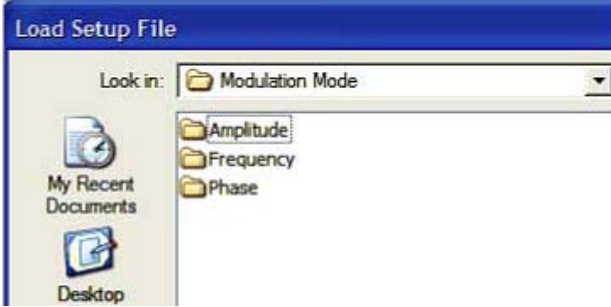 Load Setup File
Look in: Modulation Mode
Amplitude
Frequency
Phase
My Recent
Documents
Desktop